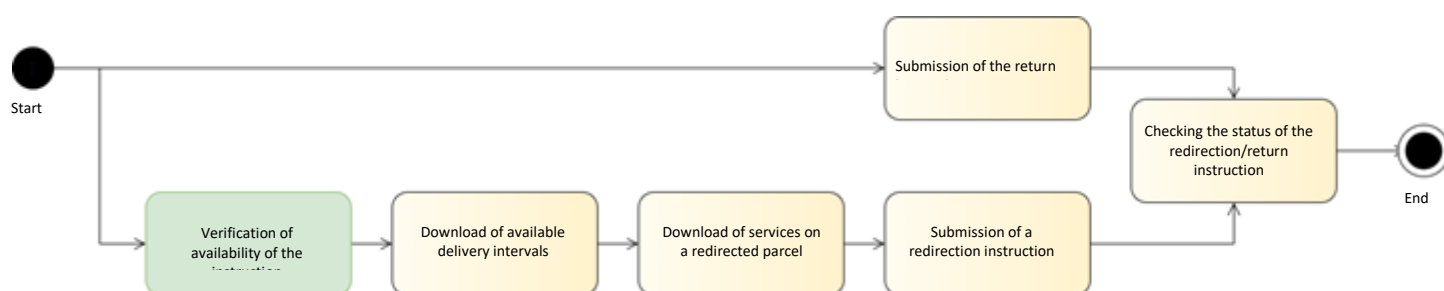 Submission of the return
Start
Checking the status of the
redirection/return
instruction
End
Verification of
availability of the
Download of available
delivery intervals
Download of services on
a redirected parcel
Submission of a
redirection instruction